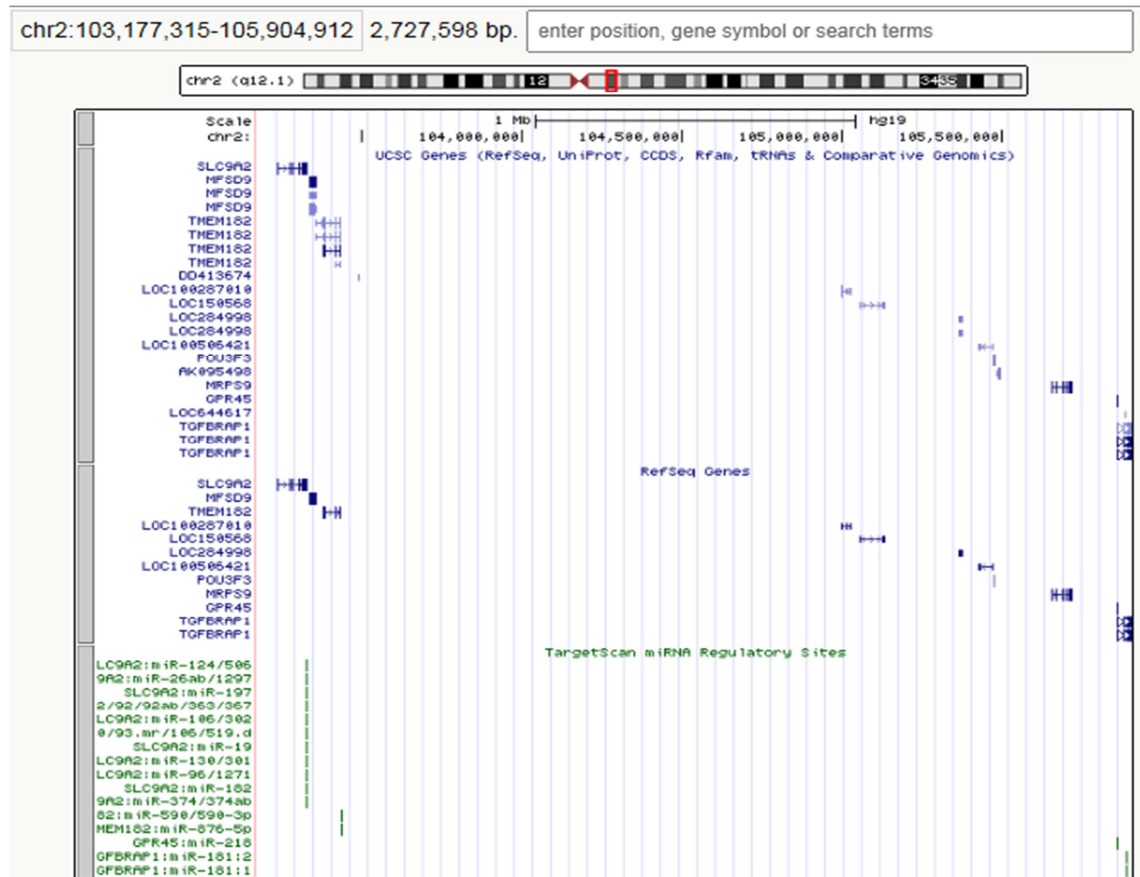 chr2:103,177,315-105,904,912 2,727,598 bp. enter position, gene symbol or search terms
chr2 (q12.1) 12 3435
Scale 1 Mb hg19
chr2: 104,000,000 104,500,000 105,000,000 105,500,000
UCSC Genes (RefSeq, UniProt, CCDS, Rfam, tRNAs & Comparative Genomics)
SLC9A2
MFSD9
MFSD9
MFSD9
TMEM182
TMEM182
TMEM182
TMEM182
DD413674
LOC100287010
LOC150568
LOC284998
LOC284998
LOC100506421
POU3F3
AK095498
MRPS9
GPR45
LOC644617
TGFBRAP1
TGFBRAP1
TGFBRAP1
RefSeq Genes
SLC9A2
MFSD9
TMEM182
LOC100287010
LOC150568
LOC284998
LOC100506421
POU3F3
MRPS9
GPR45
TGFBRAP1
TGFBRAP1
TargetScan miRNA Regulatory Sites
LC9A2:miR-124/506
9A2:miR-26ab/1297
SLC9A2:miR-197
2/92/92ab/363/367
LC9A2:miR-106/302
0/93.mr/106/519.d
SLC9A2:miR-19
LC9A2:miR-130/301
LC9A2:miR-96/1271
SLC9A2:miR-182
9A2:miR-374/374ab
82:miR-590/590-3p
MEM182:miR-876-5p
GPR45:miR-218
GFBRAP1:miR-181:2
GFBRAP1:miR-181:1